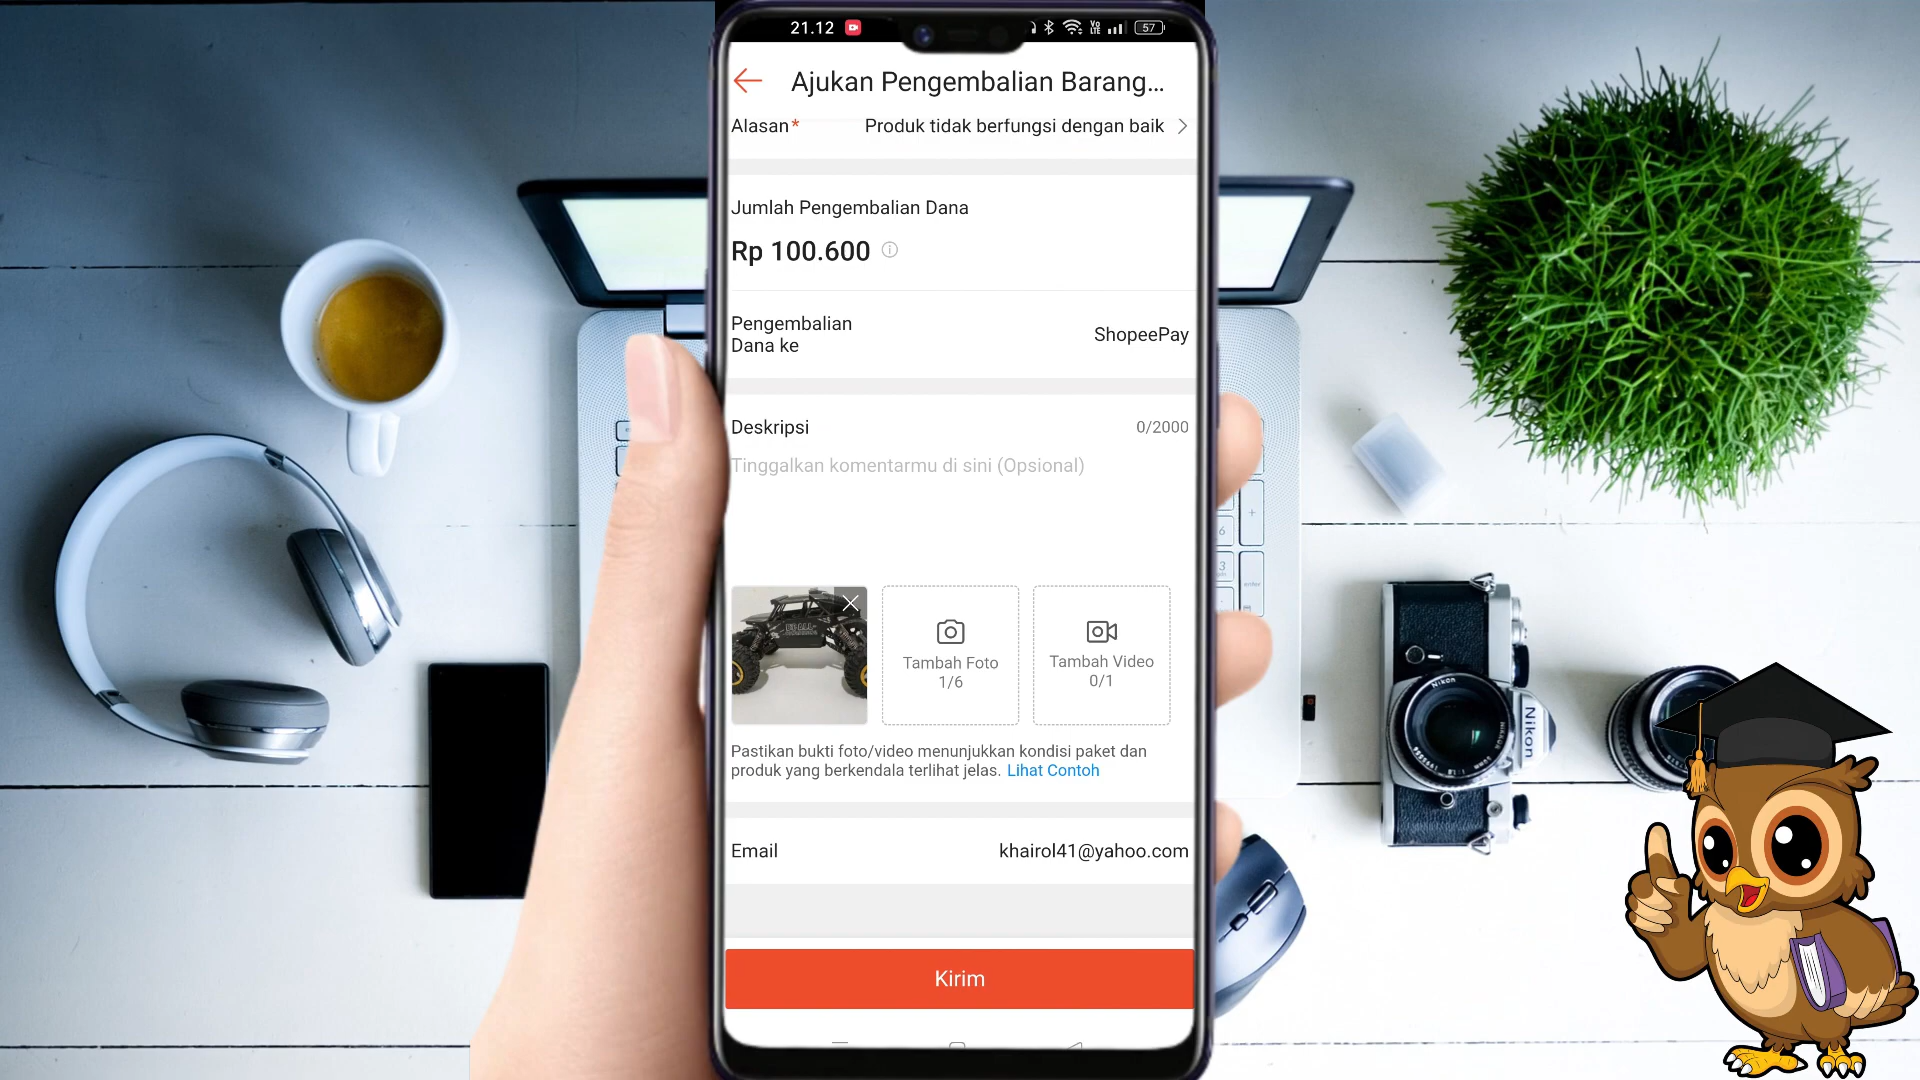 21.12
57
Ajukan Pengembalian Barang...
Alasan* Produk tidak berfungsi dengan baik
Jumlah Pengembalian Dana
Rp 100.600
Pengembalian
Dana ke
ShopeePay
Deskripsi 0/2000
Tinggalkan komentarmu di sini (Opsional)
Tambah Foto
1/6
Tambah Video
0/1
Pastikan bukti foto/video menunjukkan kondisi paket dan
produk yang berkendala terlihat jelas. Lihat Contoh
Email khairol41@yahoo.com
Kirim
Nikon
Nikon